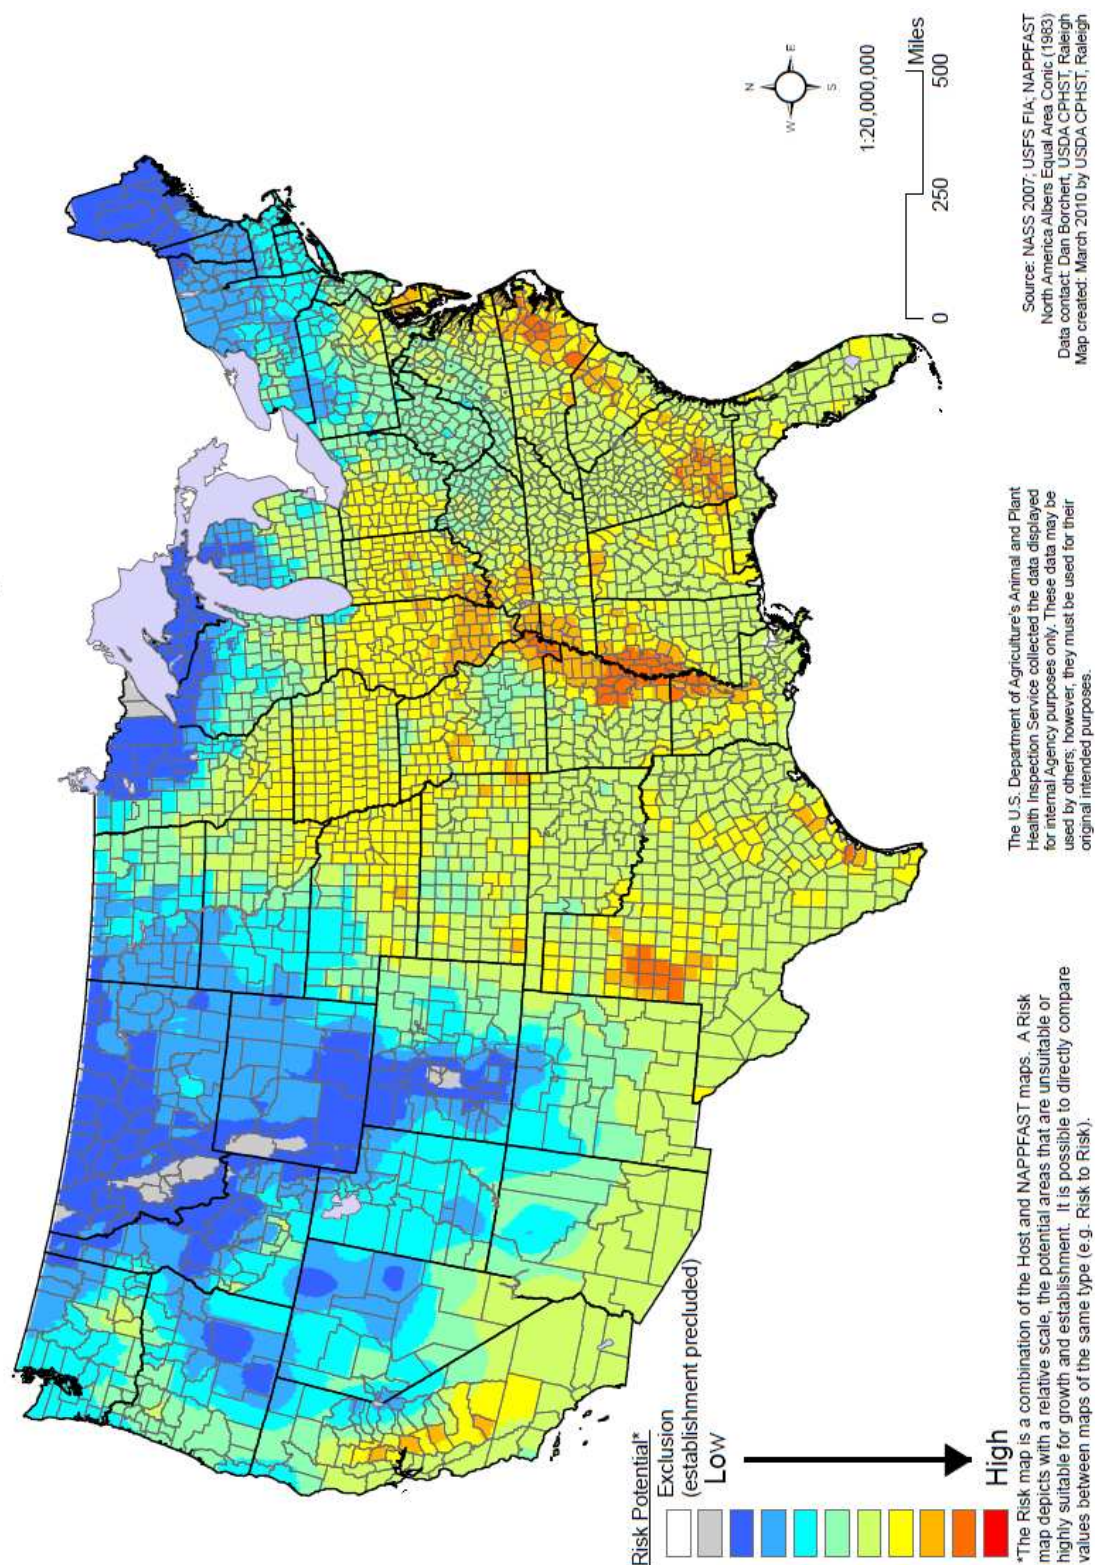 N
W
E
S
1:20,000,000
Miles
0
250
500
Risk Potential*
Exclusion
(establishment precluded)
Low
High
*The Risk map is a combination of the Host and NAPPFAST maps. A Risk
map depicts with a relative scale, the potential areas that are unsuitable or
highly suitable for growth and establishment. It is possible to directly compare
values between maps of the same type (e.g. Risk to Risk).
The U.S. Department of Agriculture's Animal and Plant
Health Inspection Service collected the data displayed
for internal Agency purposes only. These data may be
used by others; however, they must be used for their
original intended purposes.
Source: NASS 2007; USFS FIA; NAPPFAST
North America Albers Equal Area Conic (1983)
Data contact: Dan Borchert, USDA CPHST, Raleigh
Map created: March 2010 by USDA CPHST, Raleigh